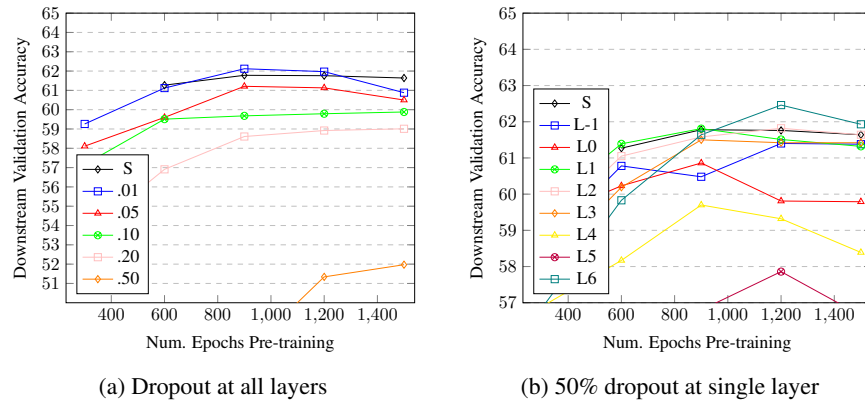 65
64
63
62
61
60
59
58
57
56
55
54
53
52
51
Downstream Validation Accuracy
S
.01
.05
.10
.20
.50
400 600 800 1,000 1,200 1,400
Num. Epochs Pre-training
(a) Dropout at all layers
65
64
63
62
61
60
59
58
57
Downstream Validation Accuracy
S
L-1
L0
L1
L2
L3
L4
L5
L6
400 600 800 1,000 1,200 1,400
Num. Epochs Pre-training
(b) 50% dropout at single layer